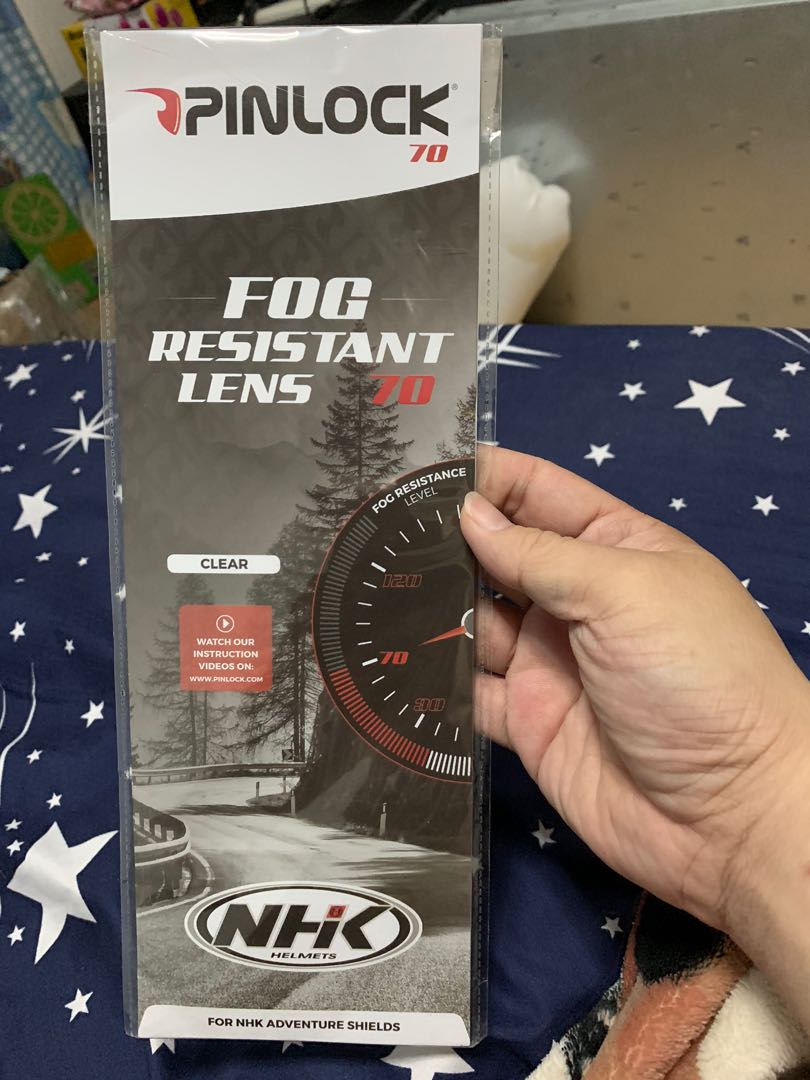 PINLOCK®
70
FOG
RESISTANT
LENS 70
FOG RESISTANCE
LEVEL
120
70
30
CLEAR
WATCH OUR
INSTRUCTION
VIDEOS ON:
WWW.PINLOCK.COM
NHK
HELMETS
FOR NHK ADVENTURE SHIELDS